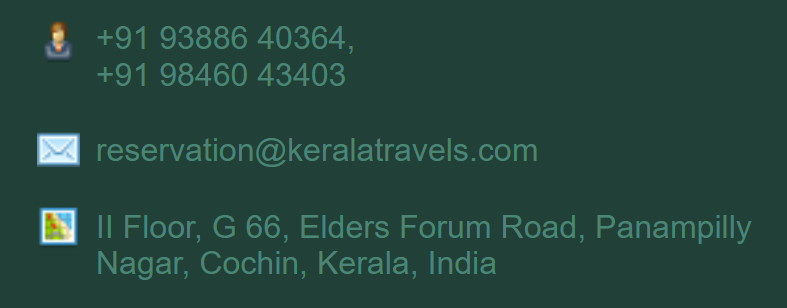 +91 93886 40364,
+91 98460 43403
reservation@keralatravels.com
II Floor, G 66, Elders Forum Road, Panampilly
Nagar, Cochin, Kerala, India